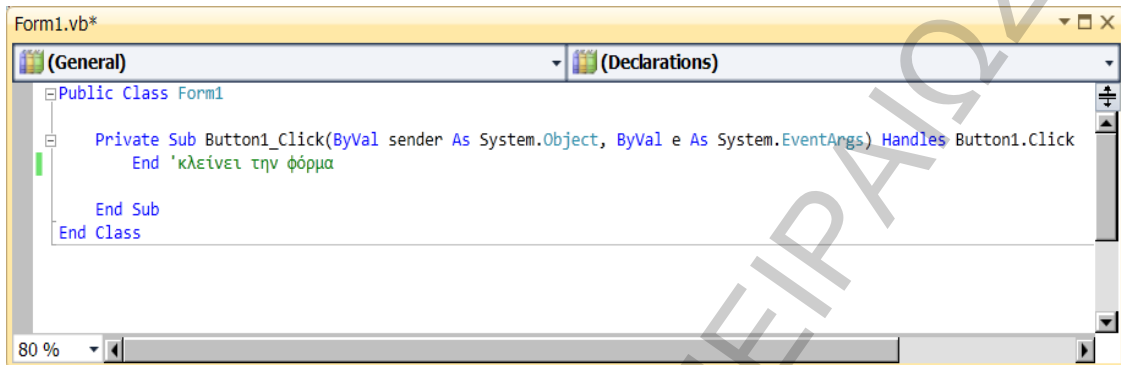 Form1.vb*
(General) (Declarations)
Public Class Form1
Private Sub Button1_Click(ByVal sender As System.Object, ByVal e As System.EventArgs) Handles Button1.Click
End 'κλείνει την φόρμα
End Sub
End Class
80 %
ΠΕΙΡΑΙΩΣ